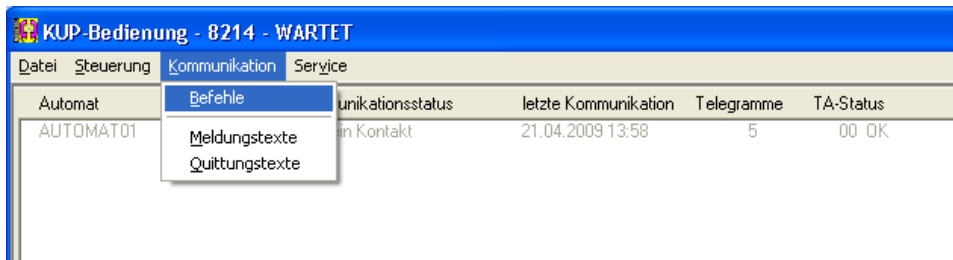 KUP-Bedienung - 8214 - WARTET
Datei Steuerung Kommunikation Service
Automat unikationsstatus letzte Kommunikation Telegramme TA-Status
AUTOMAT01 in Kontakt 21.04.2009 13:58 5 00 OK
Befehle
Meldungstexte
Quittungstexte